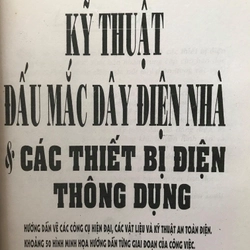 KỸ THUẬT
ĐẤU MẮC DÂY ĐIỆN NHÀ
& CÁC THIẾT BỊ ĐIỆN
THÔNG DỤNG
HƯỚNG DẪN VỀ CÁC CÔNG CỤ HIỆN ĐẠI, CÁC VẬT LIỆU VÀ KỸ THUẬT AN TOÀN ĐIỆN.
KHOẢNG 50 HÌNH MINH HỌA HƯỚNG DẪN TỪNG GIAI ĐOẠN CỦA CÔNG VIỆC.